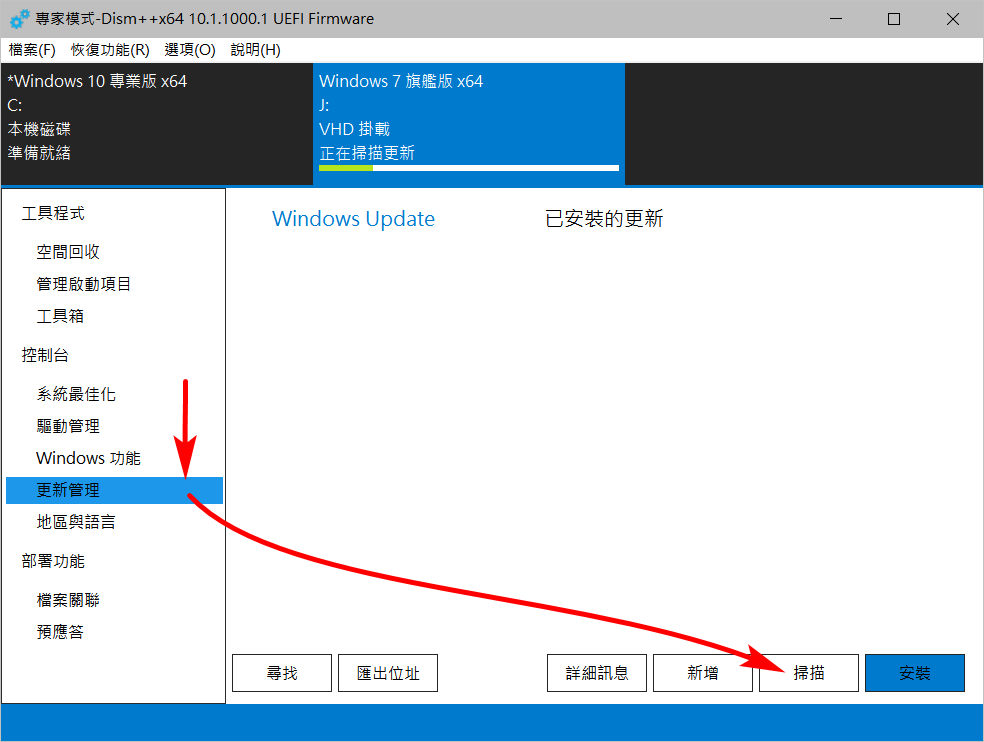 專家模式-Dism++x64 10.1.1000.1 UEFI Firmware
檔案(F) 恢復功能(R) 選項(O) 說明(H)
*Windows 10 專業版 x64
C:
本機磁碟
準備就緒
Windows 7 旗艦版 x64
J:
VHD 掛載
正在掃描更新
工具程式
空間回收
管理啟動項目
工具箱
控制台
系統最佳化
驅動管理
Windows 功能
更新管理
地區與語言
部署功能
檔案關聯
預應答
Windows Update 已安裝的更新
尋找 匯出位址 詳細訊息 新增 掃描 安裝